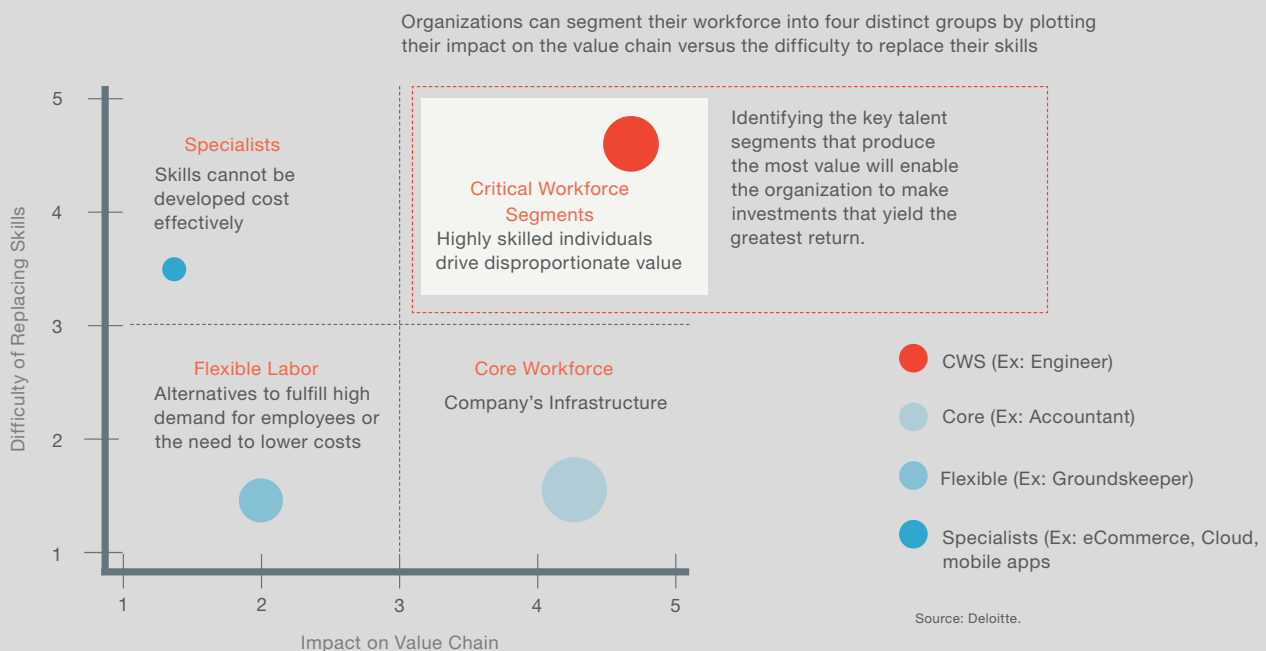 Organizations can segment their workforce into four distinct groups by plotting
their impact on the value chain versus the difficulty to replace their skills
Difficulty of Replacing Skills
5
4
3
2
1
Specialists
Skills cannot be
developed cost
effectively
Critical Workforce
Segments
Highly skilled individuals
drive disproportionate value
Identifying the key talent
segments that produce
the most value will enable
the organization to make
investments that yield the
greatest return.
Flexible Labor
Alternatives to fulfill high
demand for employees or
the need to lower costs
Core Workforce
Company’s Infrastructure
CWS (Ex: Engineer)
Core (Ex: Accountant)
Flexible (Ex: Groundskeeper)
Specialists (Ex: eCommerce, Cloud,
mobile apps
1
2
3
4
5
Impact on Value Chain
Source: Deloitte.